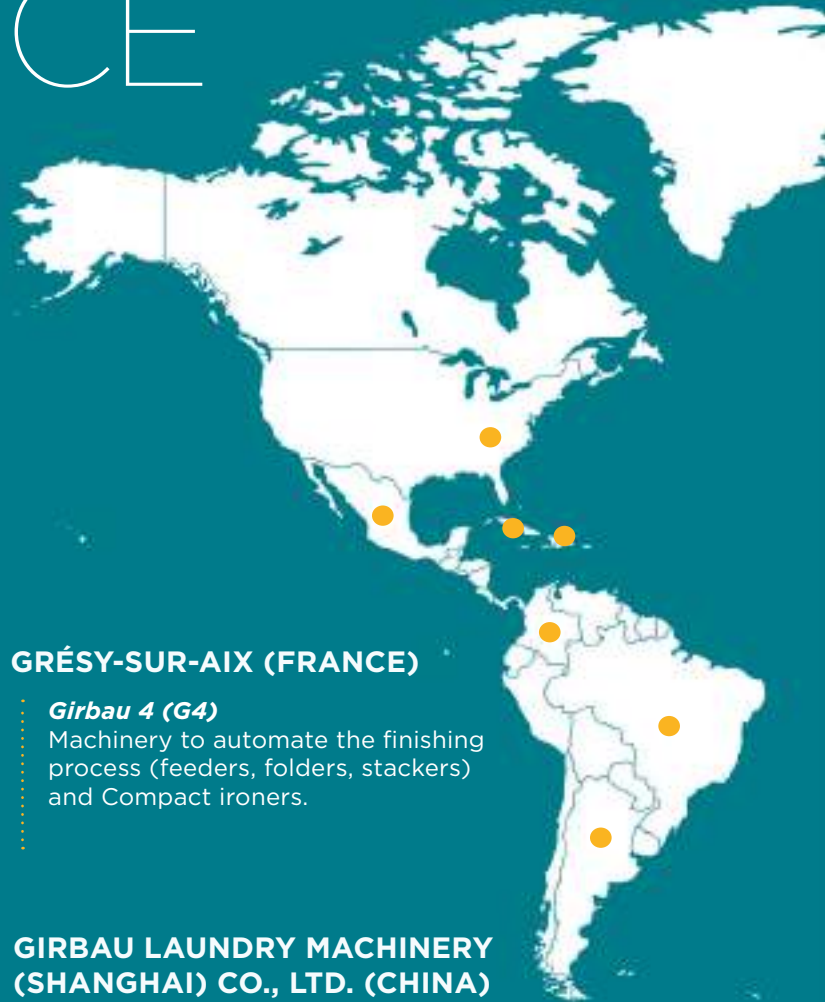 CE
GRÉSY-SUR-AIX (FRANCE)
Girbau 4 (G4)
Machinery to automate the finishing
process (feeders, folders, stackers)
and Compact ironers.
GIRBAU LAUNDRY MACHINERY
(SHANGHAI) CO., LTD. (CHINA)